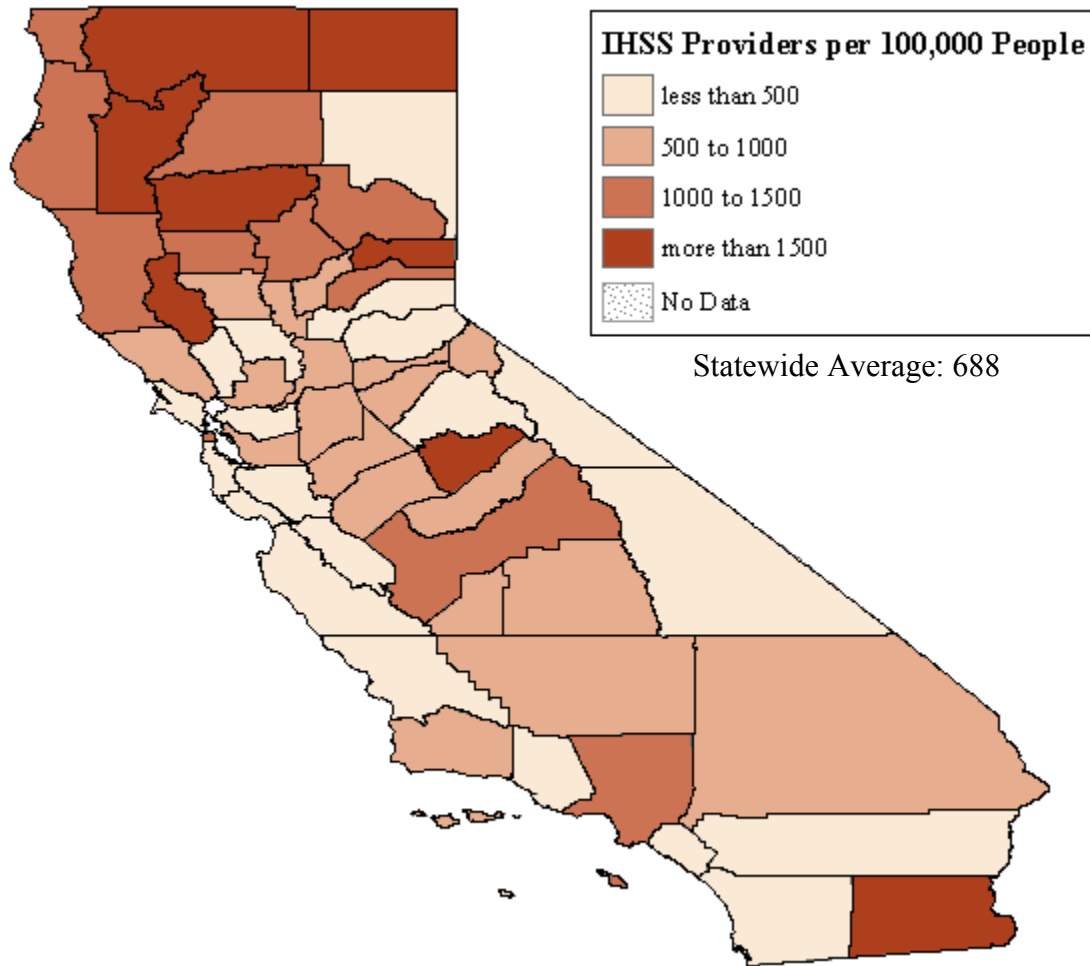 IHSS Providers per 100,000 People
less than 500
500 to 1000
1000 to 1500
more than 1500
No Data
Statewide Average: 688